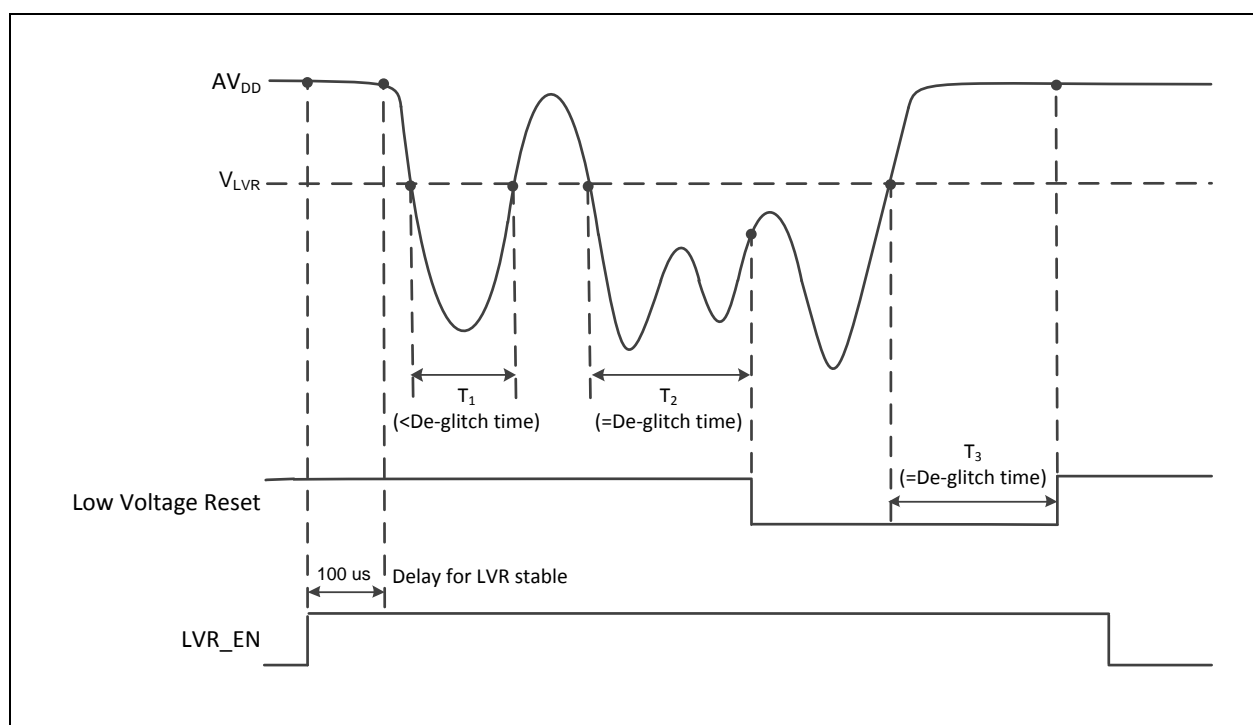 AVDD
VLVR
T1
(<De-glitch time)
T2
(=De-glitch time)
T3
(=De-glitch time)
Low Voltage Reset
100 us
Delay for LVR stable
LVR_EN